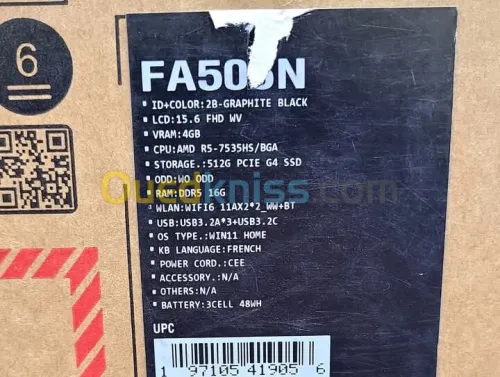 6
FA506N
• ID+COLOR:2B-GRAPHITE BLACK
• LCD:15.6 FHD WV
• VRAM:4GB
• CPU:AMD R5-7535HS/BGA
• STORAGE.:512G PCIE G4 SSD
• ODD:WO ODD
Ouedkniss.com
• RAM:DDR5 16G
• WLAN:WIFI6 11AX2*2_WW+BT
• USB:USB3.2A*3+USB3.2C
• OS TYPE.:WIN11 HOME
• KB LANGUAGE:FRENCH
• POWER CORD.:CEE
• ACCESSORY.:N/A
• OTHERS:N/A
• BATTERY:3CELL 48WH
UPC
1 97105 41905 6